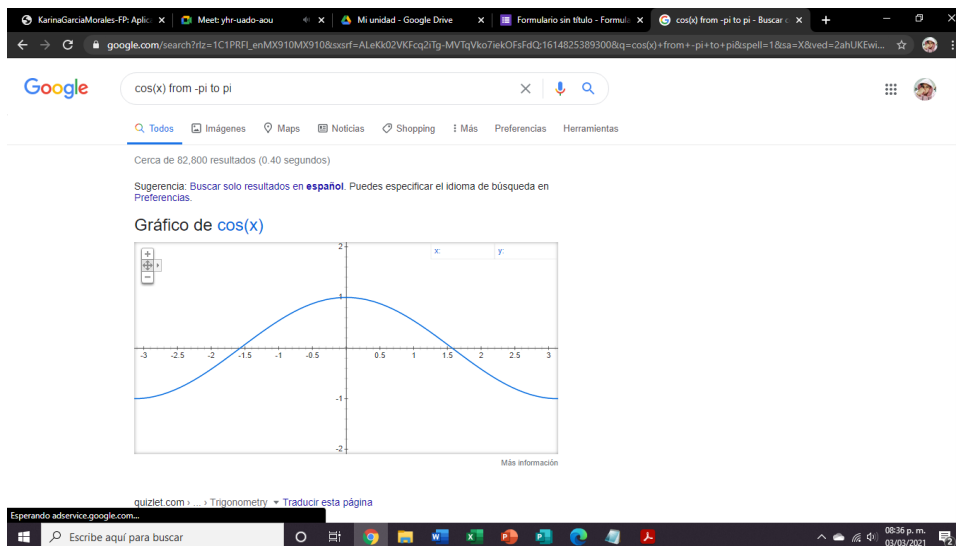 KarinaGarciaMorales-FP: Aplic
Meet: yhr-uado-aou
Mi unidad - Google Drive
Formulario sin título - Formul
cos(x) from -pi to pi - Buscar c
google.com/search?rlz=1C1PRFI_enMX910MX910&sxsrf=ALeKk02VKFcq2iTg-MVTqVko7iekOFsFdQ:1614825389300&q=cos(x)+from+-pi+to+pi&spell=1&sa=X&ved=2ahUKEwi...
Google
cos(x) from -pi to pi
Todos Imágenes Maps Noticias Shopping Más Preferencias Herramientas
Cerca de 82,800 resultados (0.40 segundos)
Sugerencia: Buscar solo resultados en español. Puedes especificar el idioma de búsqueda en
Preferencias.
Gráfico de cos(x)
x: y:
2
1
-3 -2.5 -2 -1.5 -1 -0.5 0.5 1 1.5 2 2.5 3
-1
-2
Más información
quizlet.com › ... › Trigonometry ▾ Traducir esta página
Esperando adservice.google.com...
Escribe aquí para buscar
08:36 p. m.
03/03/2021
2